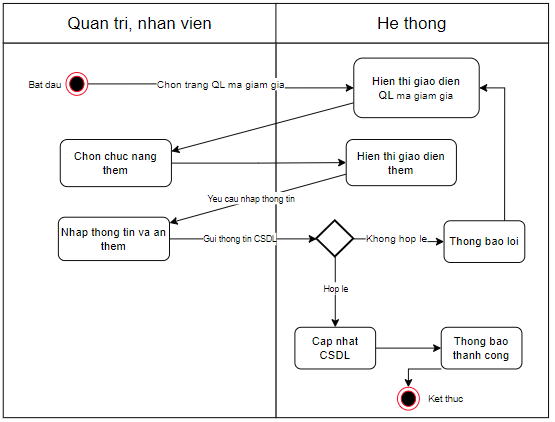 Quan tri, nhan vien
He thong
Bat dau
Chon trang QL ma giam gia
Hien thi giao dien
QL ma giam gia
Chon chuc nang
them
Hien thi giao dien
them
Yeu cau nhap thong tin
Nhap thong tin va an
them
Gui thong tin CSDL
Khong hop le
Thong bao loi
Hop le
Cap nhat
CSDL
Thong bao
thanh cong
Ket thuc